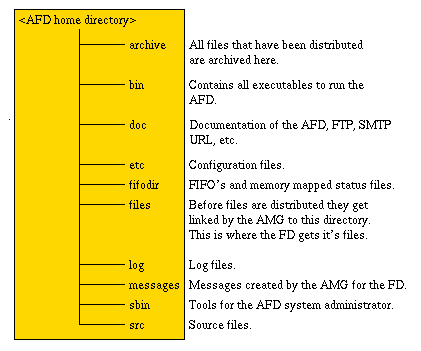 <AFD home directory>
archive All files that have been distributed
are archived here.
bin Contains all executables to run the
AFD.
doc Documentation of the AFD, FTP, SMTP
URL, etc.
etc Configuration files.
fifodir FIFO's and memory mapped status files.
files Before files are distributed they get
linked by the AMG to this directory.
This is where the FD gets it's files.
log Log files.
messages Messages created by the AMG for the FD.
sbin Tools for the AFD system administrator.
src Source files.